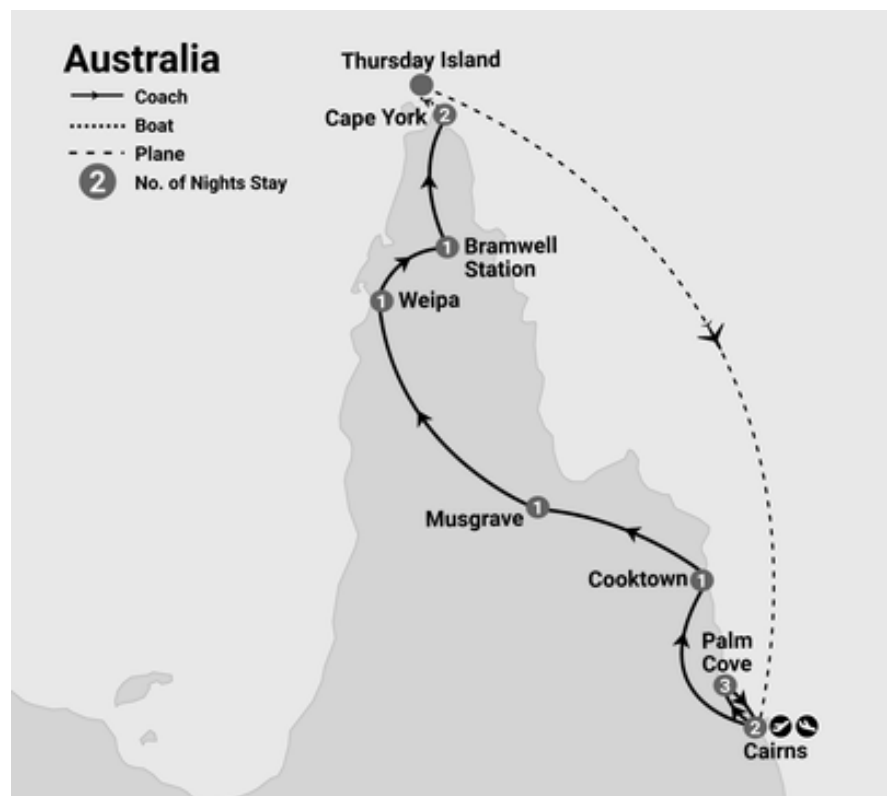 Australia
Coach
Boat
Plane
2 No. of Nights Stay
Thursday Island
Cape York 2
1 Bramwell
Station
1 Weipa
Musgrave 1
Cooktown 1
Palm
Cove
3
2
Cairns